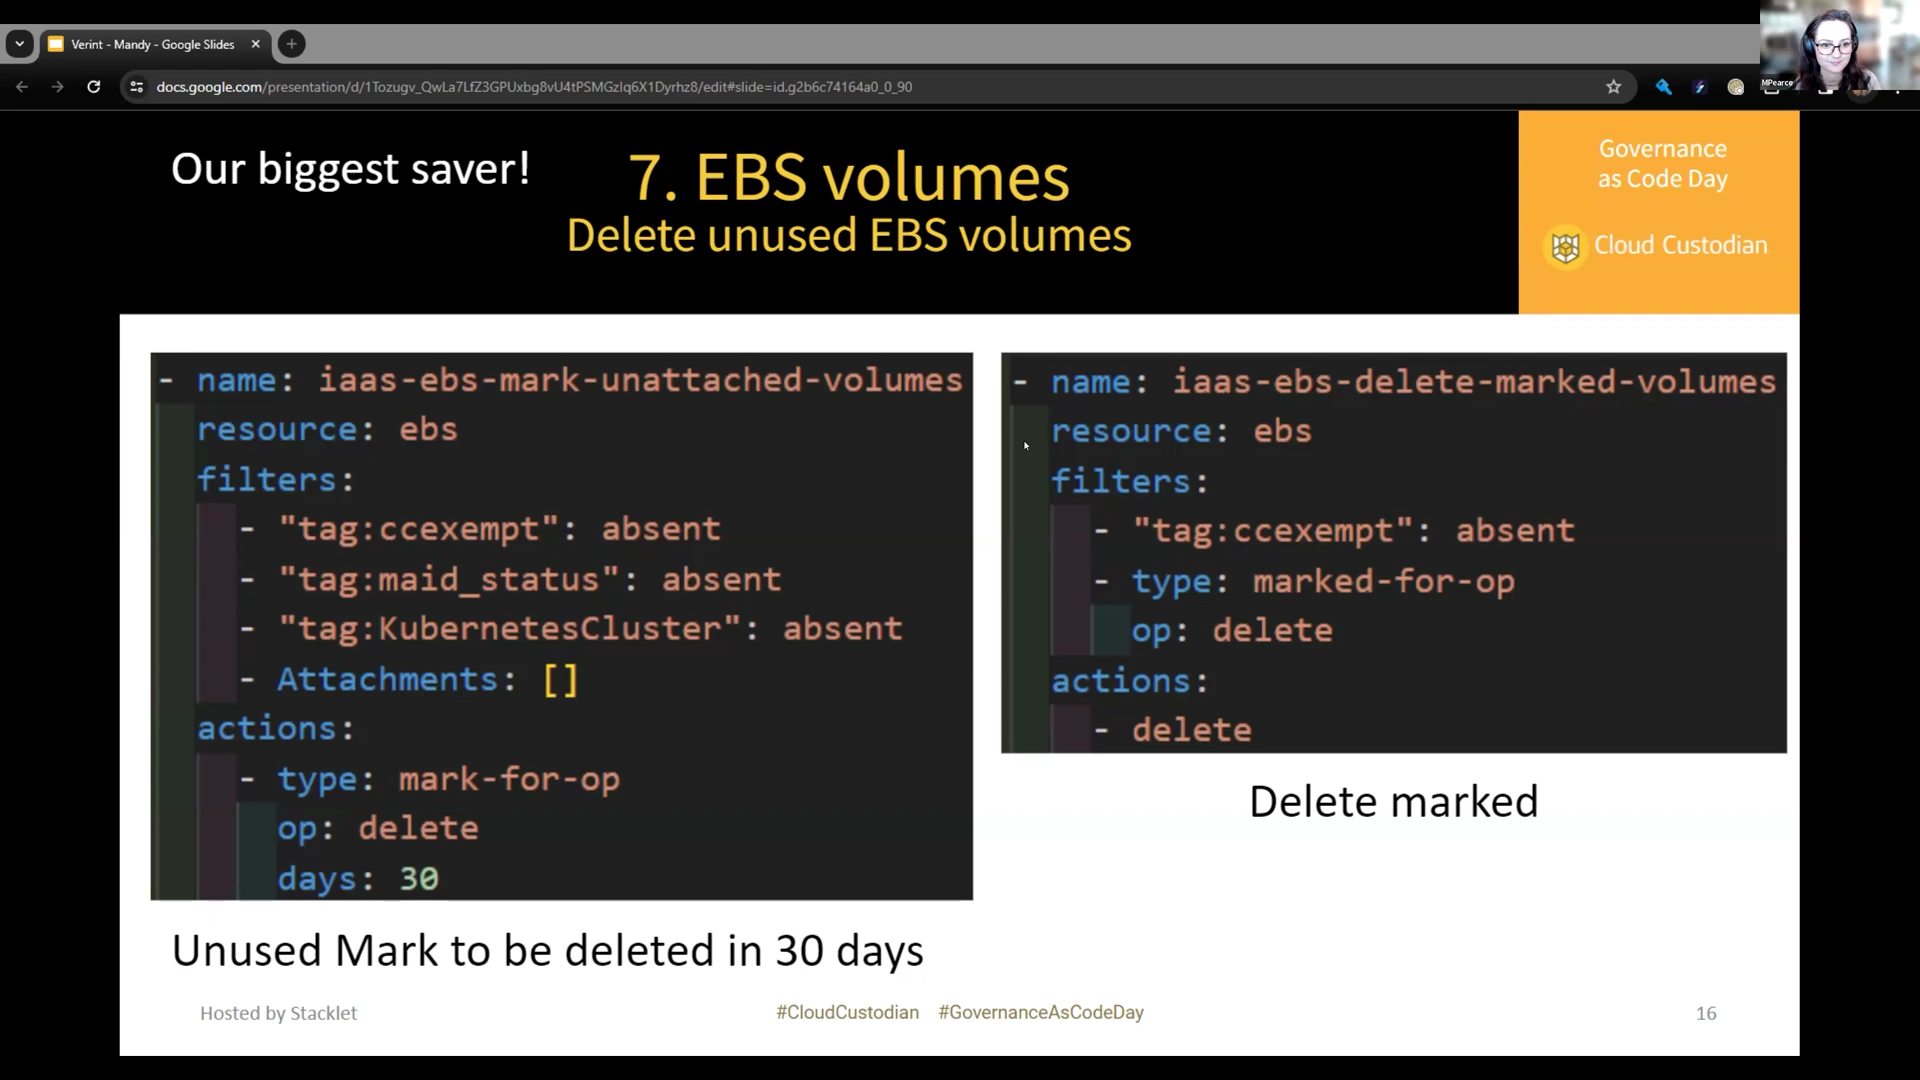 Verint - Mandy - Google Slides
docs.google.com/presentation/d/1Tozugv_QwLa7LfZ3GPUxbg8vU4tPSMGzIq6X1Dyrhz8/edit#slide=id.g2b6c74164a0_0_90
MPearce
Our biggest saver!
7. EBS volumes
Delete unused EBS volumes
Governance
as Code Day
Cloud Custodian
- name: iaas-ebs-mark-unattached-volumes
resource: ebs
filters:
- "tag:ccexempt": absent
- "tag:maid_status": absent
- "tag:KubernetesCluster": absent
- Attachments: []
actions:
- type: mark-for-op
op: delete
days: 30
Unused Mark to be deleted in 30 days
- name: iaas-ebs-delete-marked-volumes
resource: ebs
filters:
- "tag:ccexempt": absent
- type: marked-for-op
op: delete
actions:
- delete
Delete marked
Hosted by Stacklet
#CloudCustodian #GovernanceAsCodeDay
16